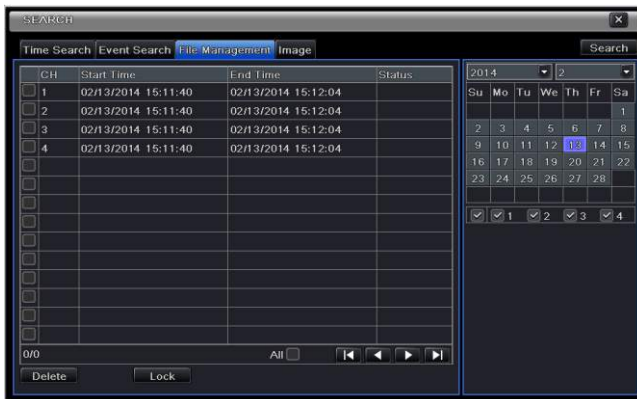 SEARCH
Time Search Event Search File Management Image
Search
CH Start Time End Time Status
1 02/13/2014 15:11:40 02/13/2014 15:12:04
2 02/13/2014 15:11:40 02/13/2014 15:12:04
3 02/13/2014 15:11:40 02/13/2014 15:12:04
4 02/13/2014 15:11:40 02/13/2014 15:12:04
0/0 All
Delete Lock
2014 2
Su Mo Tu We Th Fr Sa
1
2 3 4 5 6 7 8
9 10 11 12 13 14 15
16 17 18 19 20 21 22
23 24 25 26 27 28
1 2 3 4